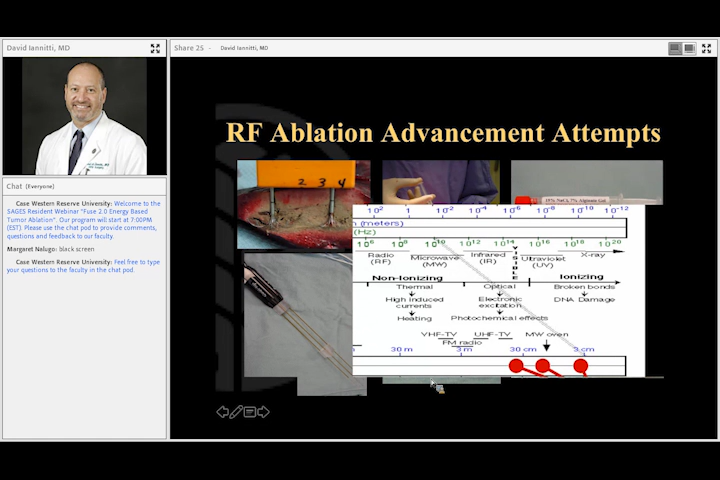 David Iannitti, MD
Share 25 - David Iannitti, MD
Chat (Everyone)
Case Western Reserve University: Welcome to the
SAGES Resident Webinar "Fuse 2.0 Energy Based
Tumor Ablation". Our program will start at 7:00PM
(EST). Please use the chat pod to provide comments,
questions and feedback to our faculty.
Margaret Nalugo: black screen
Case Western Reserve University: Feel free to type
your questions to the faculty in the chat pod.
RF Ablation Advancement Attempts
2 3 4
10² 1 10⁻² 10⁻⁴ 10⁻⁶ 10⁻⁸ 10⁻¹⁰ 10⁻¹²
(meters)
(Hz)
10⁶ 10⁸ 10¹⁰ 10¹² 10¹⁴ 10¹⁶ 10¹⁸ 10²⁰
Radio (RF) Microwave (MW) Infrared (IR) VISIBLE Ultraviolet (UV) X-ray
Non-Ionizing Ionizing
Thermal Optical Broken bonds
High induced currents Electronic excitation DNA Damage
Heating Photochemical effects
VHF-TV UHF-TV MW oven
FM radio
30 m 3 m 30 cm 3 cm